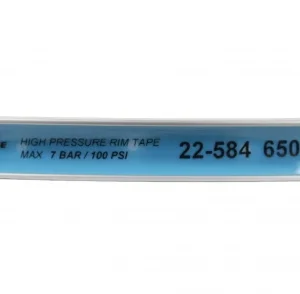 HIGH PRESSURE RIM TAPE
MAX. 7 BAR / 100 PSI
22-584 650